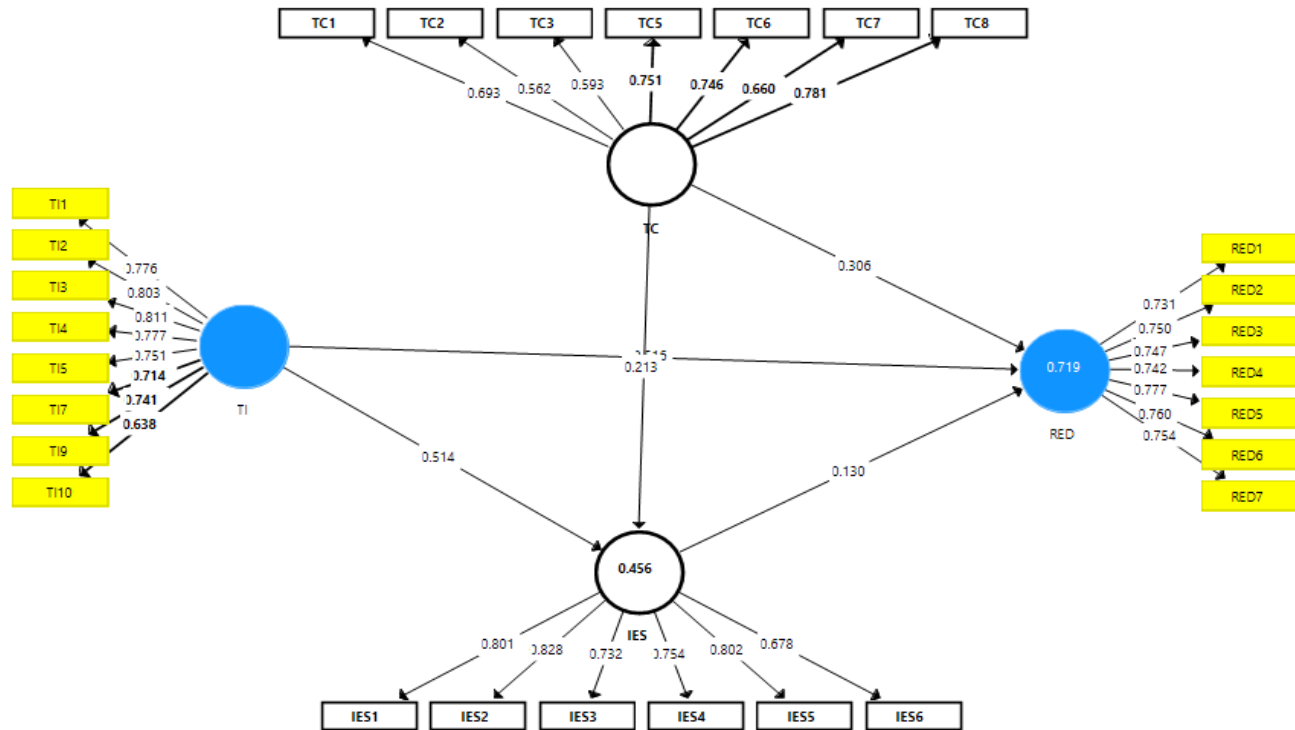 TC1 TC2 TC3 TC5 TC6 TC7 TC8
0.693 0.562 0.593 0.751 0.746 0.660 0.781
TC
TI1
TI2
TI3
TI4
TI5
TI7
TI9
TI10
0.776
0.803
0.811
0.777
0.751
0.714
0.741
0.638
TI
0.306
0.213
0.514
0.130
0.719
RED
0.731
0.750
0.747
0.742
0.777
0.760
0.754
RED1
RED2
RED3
RED4
RED5
RED6
RED7
0.456
IES
0.801 0.828 0.732 0.754 0.802 0.678
IES1 IES2 IES3 IES4 IES5 IES6